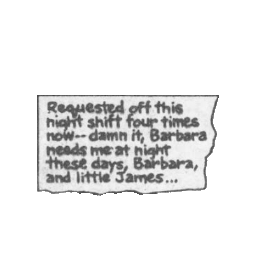 Requested off this
night shift four times
now-- damn it, Barbara
needs me at night
these days, Barbara,
and little James...